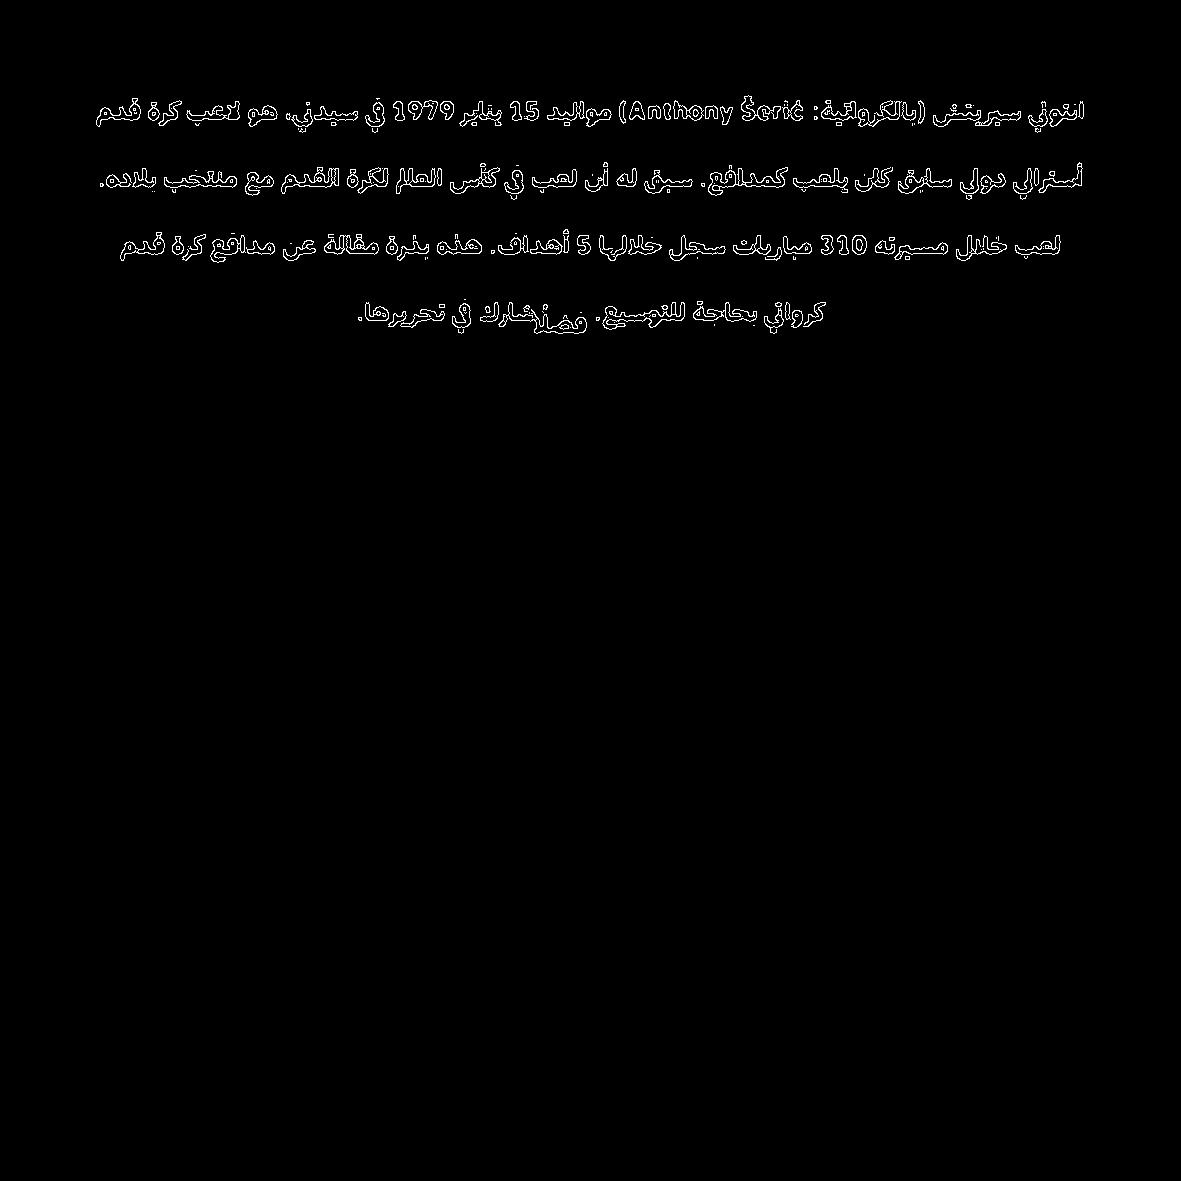 انتوني سيريتش (بالكرواتية: Anthony Šerić) مواليد 15 يناير 1979 في سيدني، هو لاعب كرة قدم
أسترالي دولي سابق كان يلعب كمدافع. سبق له أن لعب في كأس العالم لكرة القدم مع منتخب بلاده.
لعب خلال مسيرته 310 مباريات سجل خلالها 5 أهداف. هذه بذرة مقالة عن مدافع كرة قدم
كرواتي بحاجة للتوسيع. فضلًا شارك في تحريرها.